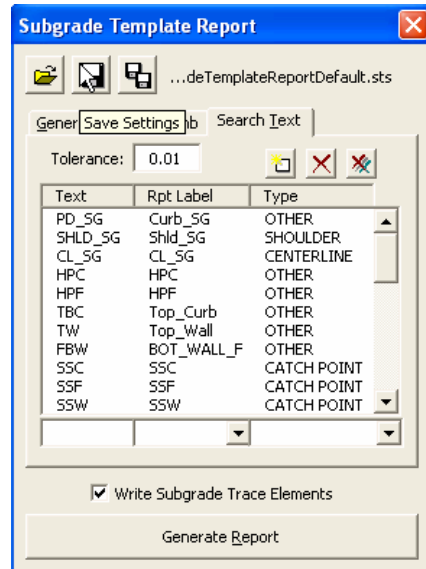 Subgrade Template Report
...deTemplateReportDefault.sts
Gener Save Settings b Search Text
Tolerance: 0.01
Text Rpt Label Type
PD_SG Curb_SG OTHER
SHLD_SG Shld_SG SHOULDER
CL_SG CL_SG CENTERLINE
HPC HPC OTHER
HPF HPF OTHER
TBC Top_Curb OTHER
TW Top_Wall OTHER
FBW BOT_WALL_F OTHER
SSC SSC CATCH POINT
SSF SSF CATCH POINT
SSW SSW CATCH POINT
Write Subgrade Trace Elements
Generate Report